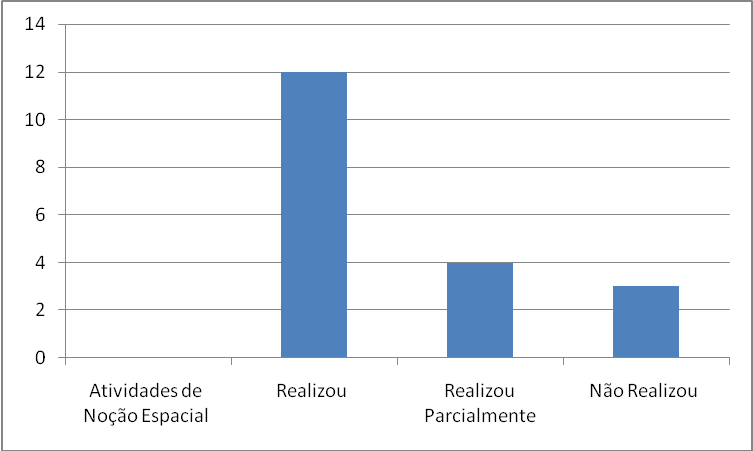 14
12
10
8
6
4
2
0
Atividades de
Noção Espacial
Realizou
Realizou
Parcialmente
Não Realizou